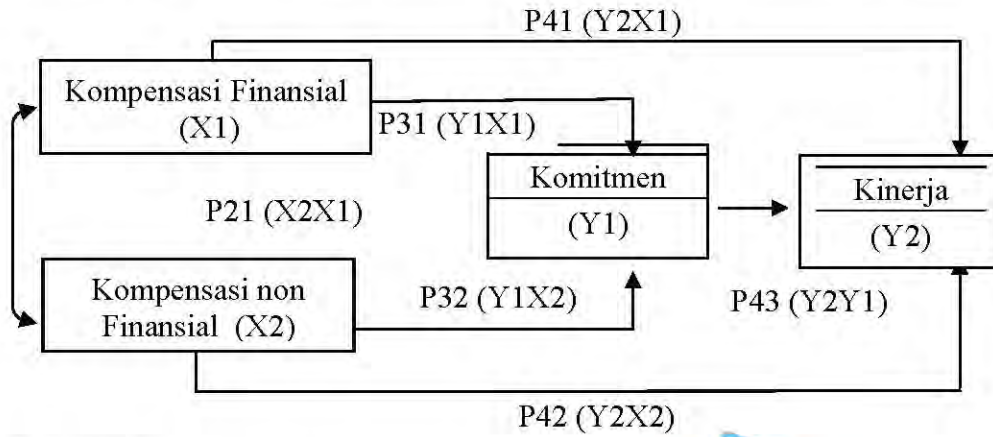 P41 (Y2X1)
Kompensasi Finansial
(X1)
P31 (Y1X1)
Komitmen
(Y1)
Kinerja
(Y2)
P21 (X2X1)
Kompensasi non
Finansial (X2)
P32 (Y1X2)
P43 (Y2Y1)
P42 (Y2X2)